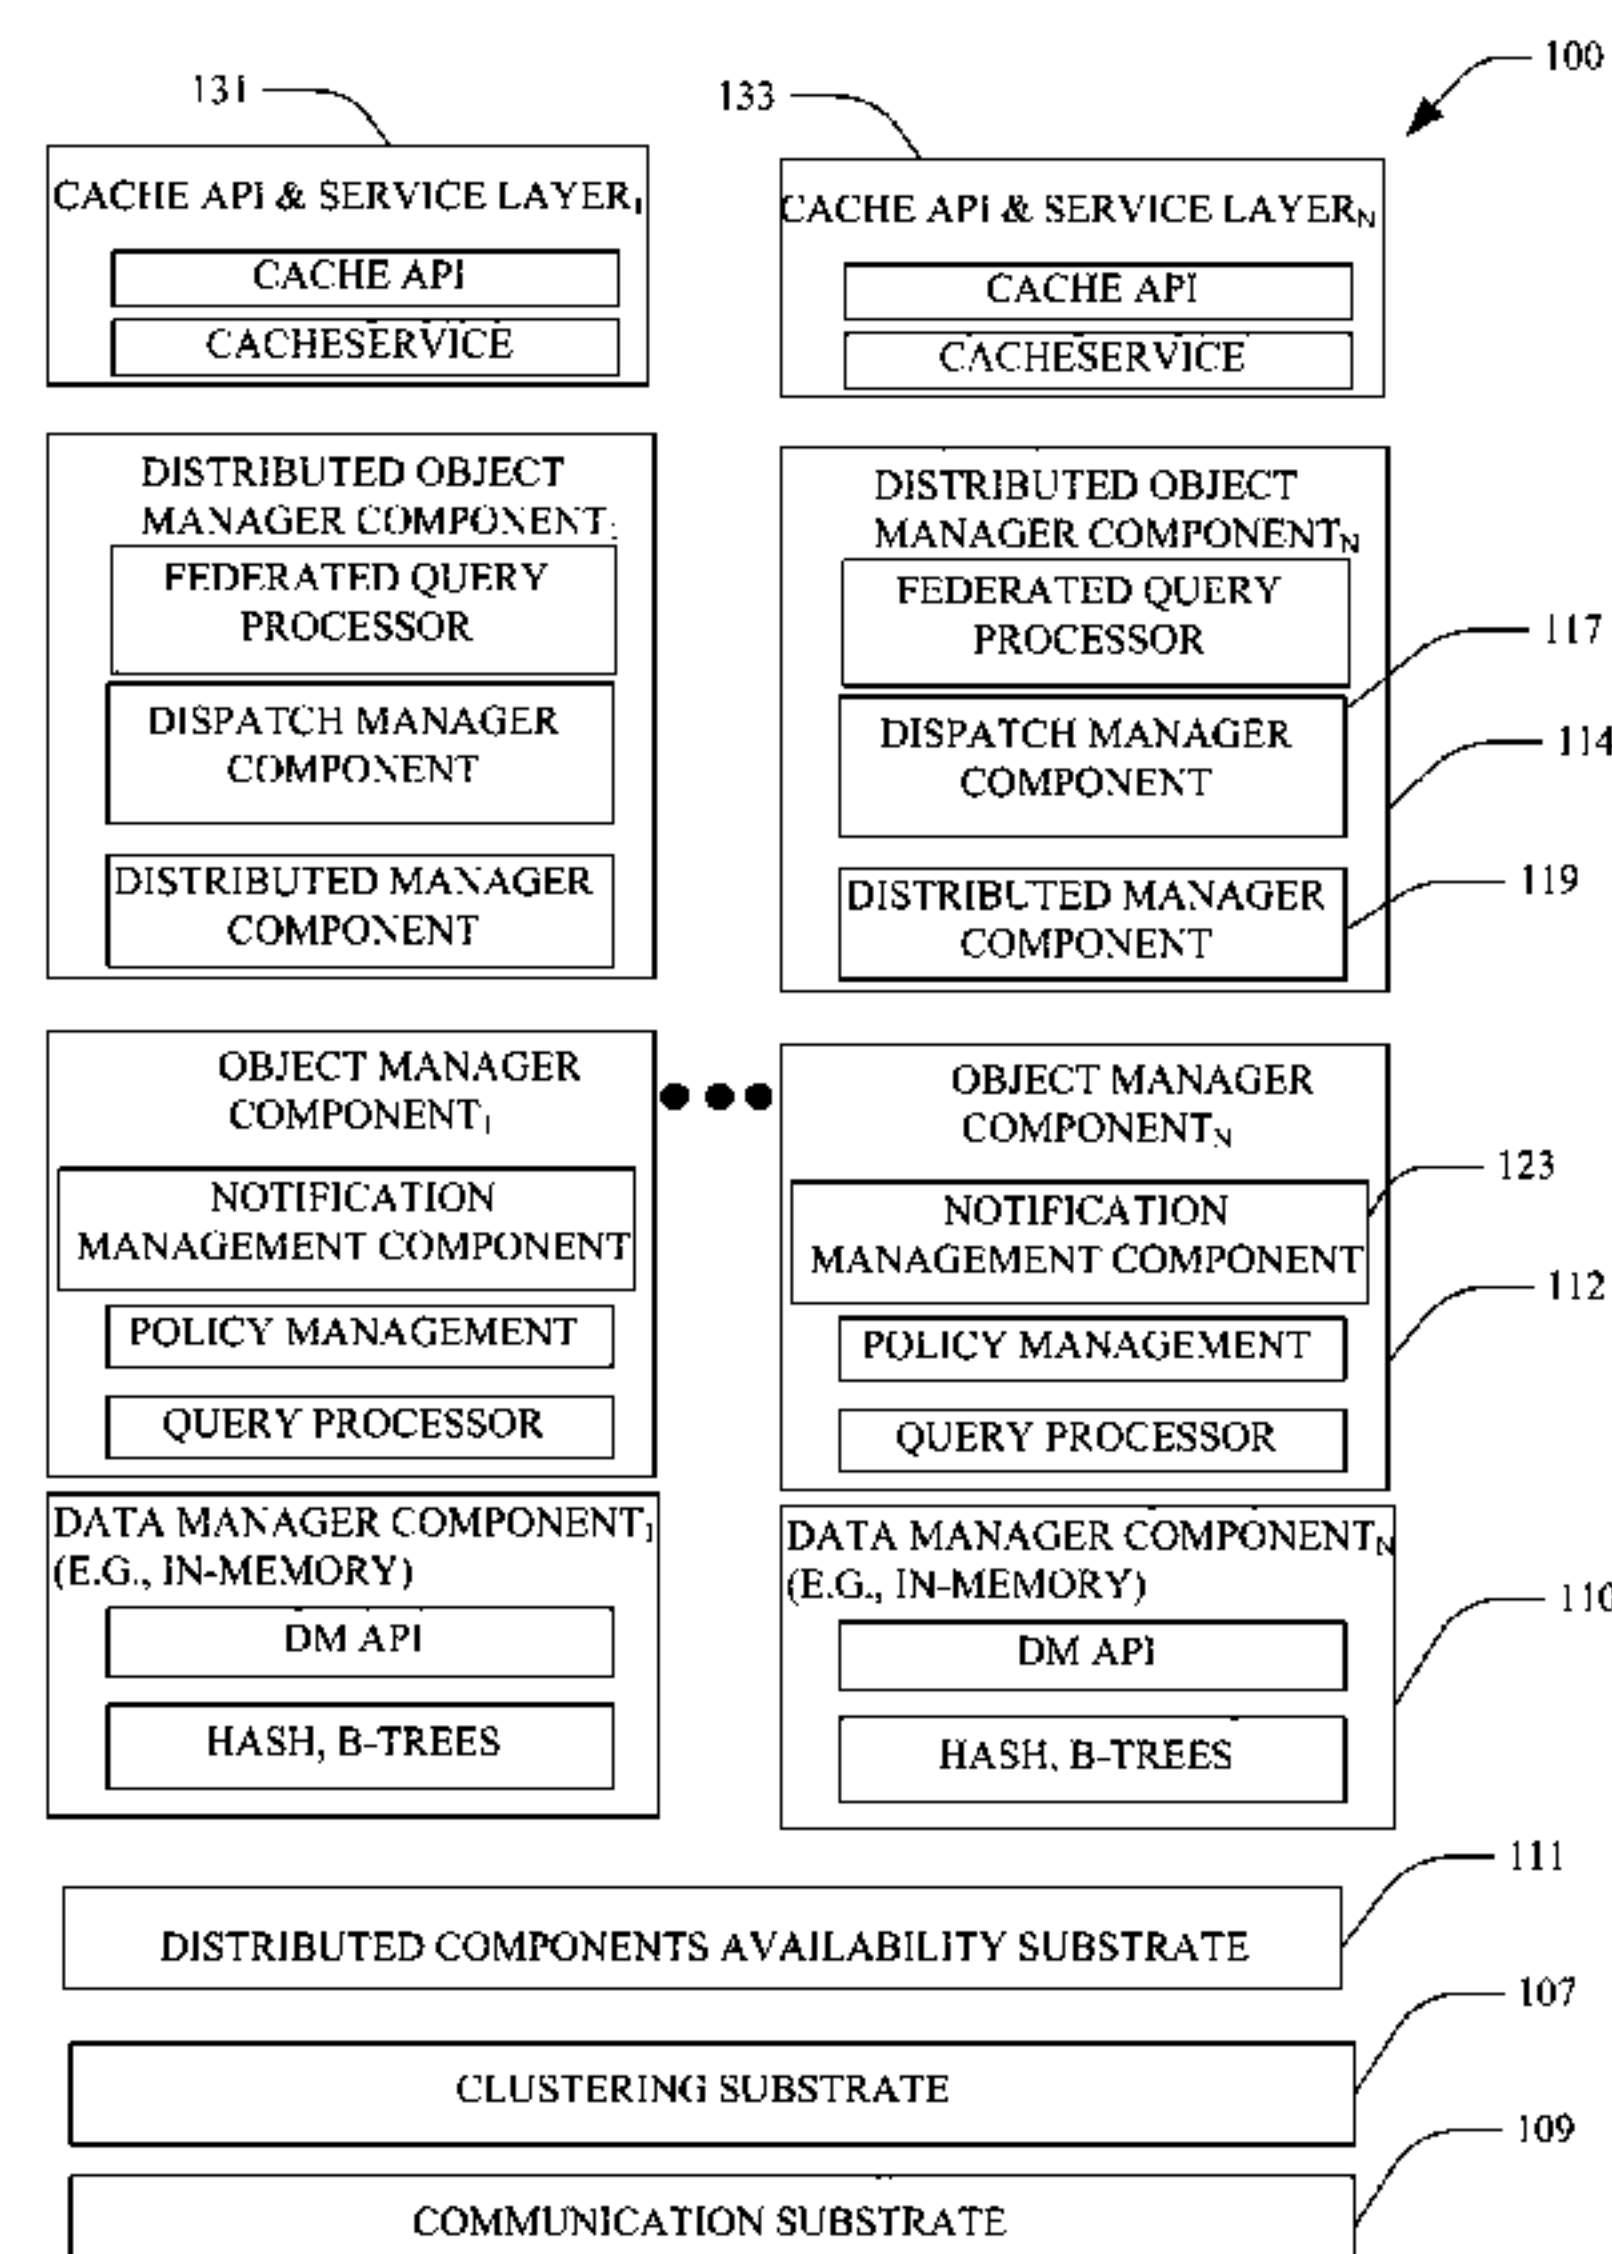 100
131
133
CACHE API & SERVICE LAYER1
CACHE API
CACHESERVICE
DISTRIBUTED OBJECT
MANAGER COMPONENT1
FEDERATED QUERY
PROCESSOR
DISPATCH MANAGER
COMPONENT
DISTRIBUTED MANAGER
COMPONENT
OBJECT MANAGER
COMPONENT1
NOTIFICATION
MANAGEMENT COMPONENT
POLICY MANAGEMENT
QUERY PROCESSOR
DATA MANAGER COMPONENT1
(E.G., IN-MEMORY)
DM API
HASH, B-TREES
CACHE API & SERVICE LAYERN
CACHE API
CACHESERVICE
DISTRIBUTED OBJECT
MANAGER COMPONENTN
FEDERATED QUERY
PROCESSOR
117
DISPATCH MANAGER
COMPONENT
114
DISTRIBUTED MANAGER
COMPONENT
119
OBJECT MANAGER
COMPONENTN
NOTIFICATION
MANAGEMENT COMPONENT
123
POLICY MANAGEMENT
112
QUERY PROCESSOR
DATA MANAGER COMPONENTN
(E.G., IN-MEMORY)
DM API
110
HASH, B-TREES
111
DISTRIBUTED COMPONENTS AVAILABILITY SUBSTRATE
107
CLUSTERING SUBSTRATE
109
COMMUNICATION SUBSTRATE